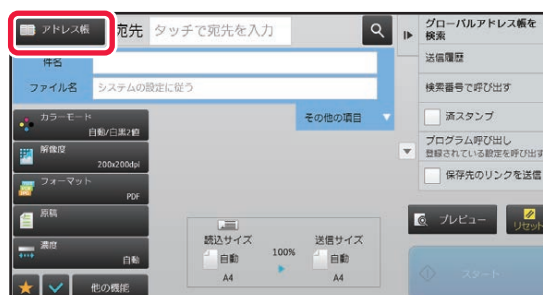 アドレス帳
宛先
タッチで宛先を入力
件名
ファイル名
システムの設定に従う
その他の項目
カラーモード
自動/白黒2値
解像度
200x200dpi
フォーマット
PDF
原稿
濃度
自動
他の機能
読込サイズ
自動
A4
100%
送信サイズ
自動
A4
グローバルアドレス帳を
検索
送信履歴
検索番号で呼び出す
済スタンプ
プログラム呼び出し
登録されている設定を呼び出す
保存先のリンクを送信
プレビュー
リセット
スタート